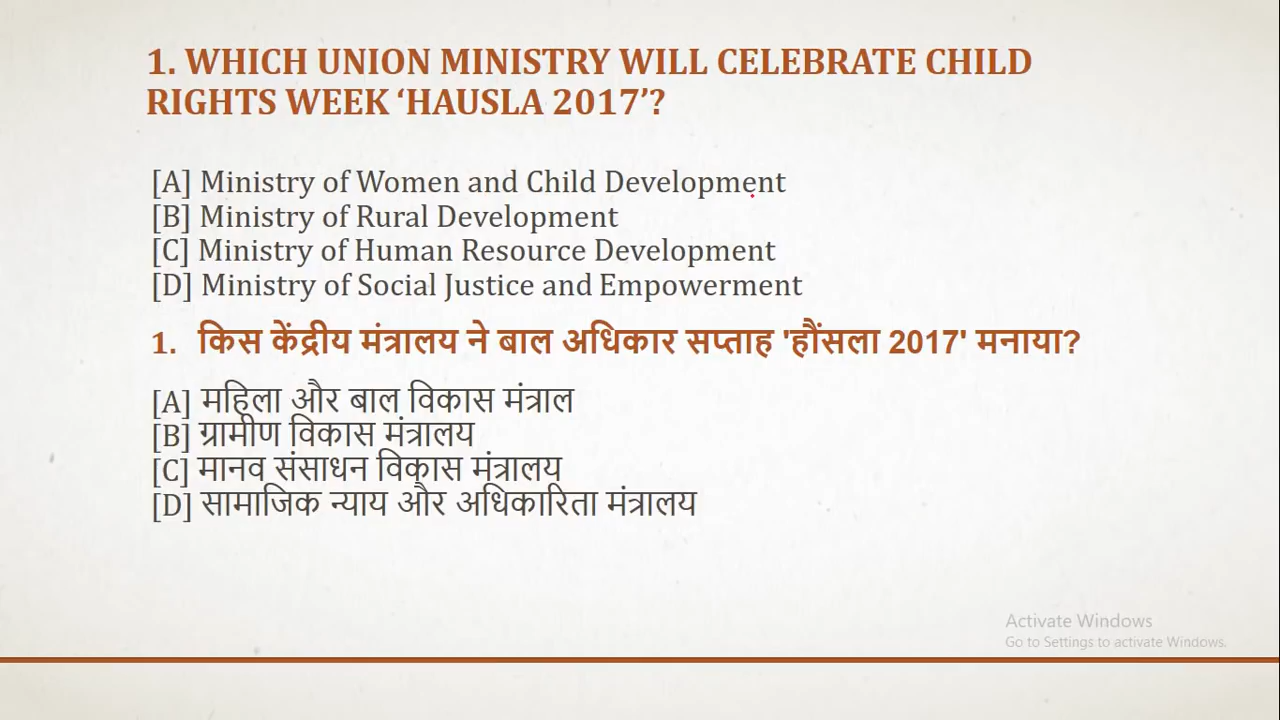 1. WHICH UNION MINISTRY WILL CELEBRATE CHILD
RIGHTS WEEK ‘HAUSLA 2017’?
[A] Ministry of Women and Child Development
[B] Ministry of Rural Development
[C] Ministry of Human Resource Development
[D] Ministry of Social Justice and Empowerment
1. किस केंद्रीय मंत्रालय ने बाल अधिकार सप्ताह 'हौंसला 2017' मनाया?
[A] महिला और बाल विकास मंत्राल
[B] ग्रामीण विकास मंत्रालय
[C] मानव संसाधन विकास मंत्रालय
[D] सामाजिक न्याय और अधिकारिता मंत्रालय
Activate Windows
Go to Settings to activate Windows.